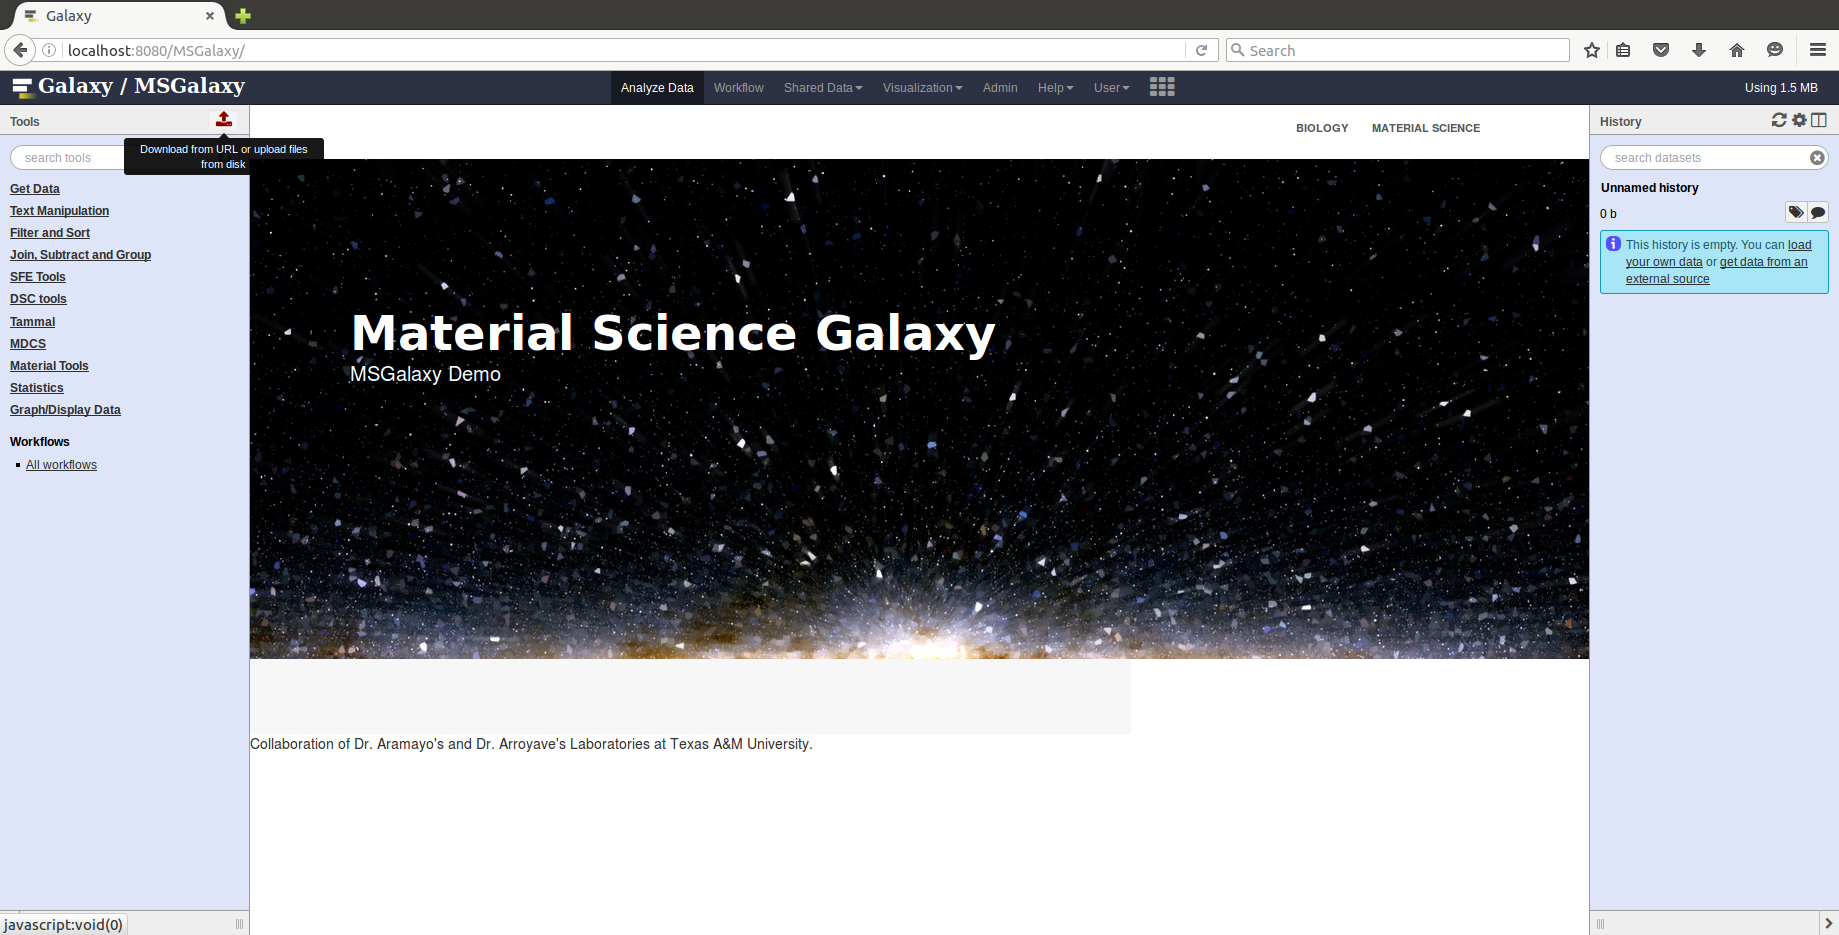 Galaxy
localhost:8080/MSGalaxy/
Search
Galaxy / MSGalaxy
Analyze Data
Workflow
Shared Data
Visualization
Admin
Help
User
Using 1.5 MB
Tools
Download from URL or upload files
from disk
search tools
Get Data
Text Manipulation
Filter and Sort
Join, Subtract and Group
SFE Tools
DSC tools
Tammal
MDCS
Material Tools
Statistics
Graph/Display Data
Workflows
All workflows
BIOLOGY
MATERIAL SCIENCE
Material Science Galaxy
MSGalaxy Demo
Collaboration of Dr. Aramayo's and Dr. Arroyave's Laboratories at Texas A&M University.
History
search datasets
Unnamed history
0 b
This history is empty. You can load
your own data or get data from an
external source
javascript:void(0)